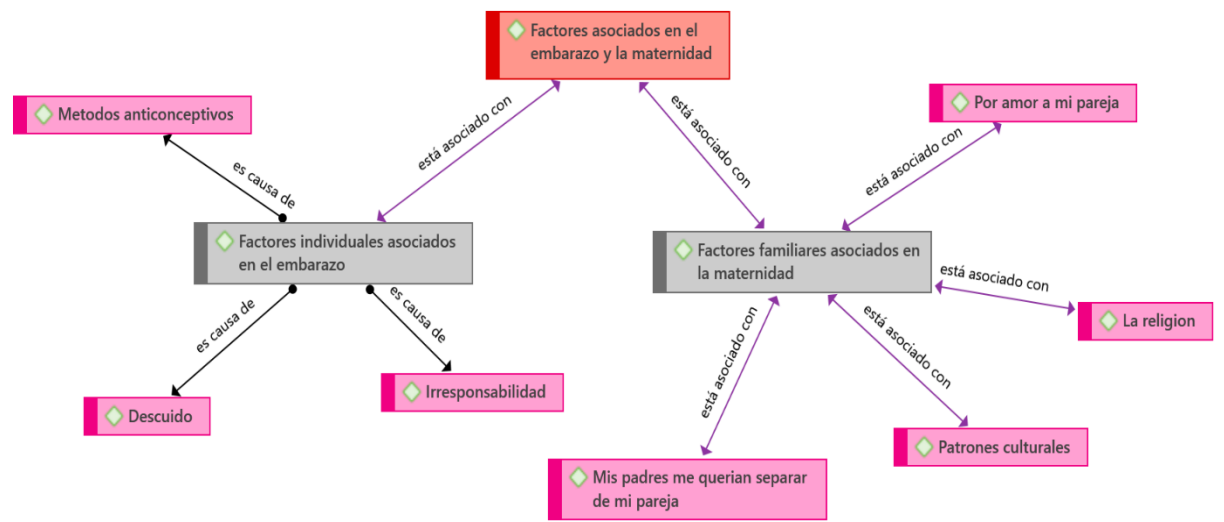 Factores asociados en el
embarazo y la maternidad
Metodos anticonceptivos
Por amor a mi pareja
es causa de
está asociado con
está asociado con
está asociado con
Factores individuales asociados
en el embarazo
Factores familiares asociados en
la maternidad
es causa de
es causa de
está asociado con
está asociado con
está asociado con
La religion
Irresponsabilidad
Descuido
Patrones culturales
Mis padres me querian separar
de mi pareja